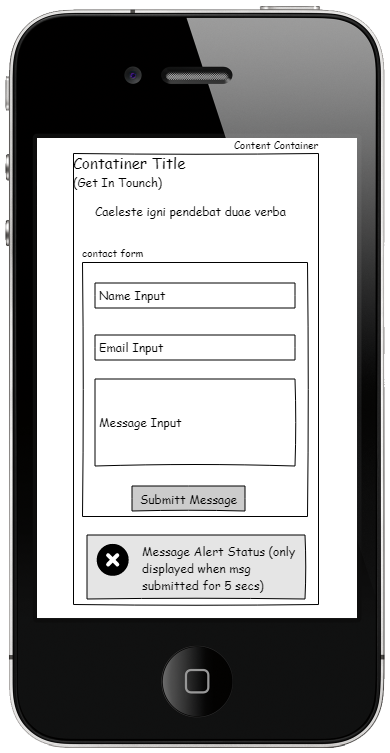 Content Container
Contatiner Title
(Get In Tounch)
Caeleste igni pendebat duae verba
contact form
Name Input
Email Input
Message Input
Submitt Message
Message Alert Status (only
displayed when msg
submitted for 5 secs)